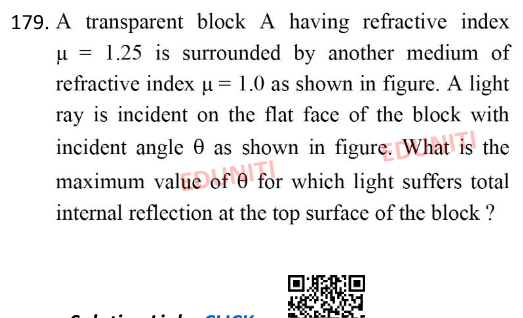 179. A transparent block A having refractive index
μ = 1.25 is surrounded by another medium of
refractive index μ = 1.0 as shown in figure. A light
ray is incident on the flat face of the block with
incident angle θ as shown in figure. What is the
EDUNITI
maximum value of θ for which light suffers total
EDUNITI
internal reflection at the top surface of the block ?